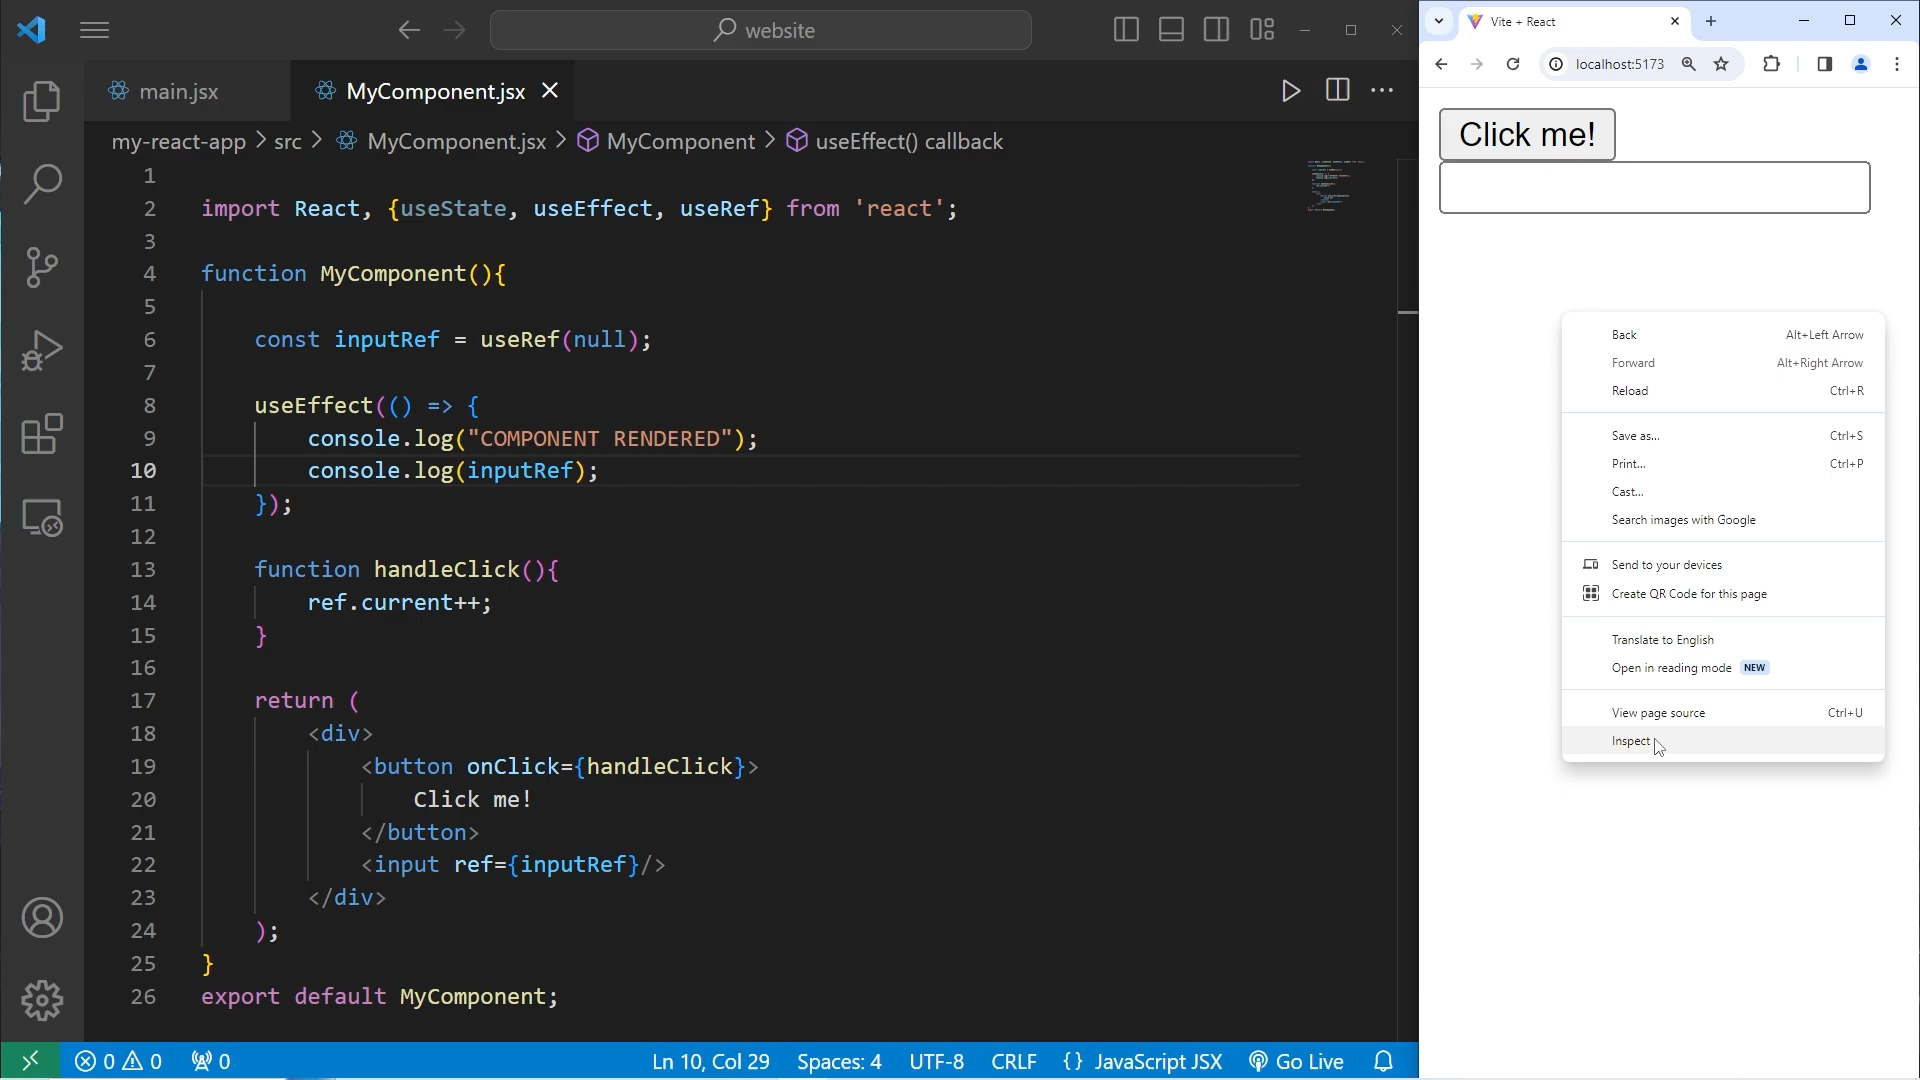 website
main.jsx
MyComponent.jsx
my-react-app > src > MyComponent.jsx > MyComponent > useEffect() callback
1
2 import React, {useState, useEffect, useRef} from 'react';
3
4 function MyComponent(){
5
6 const inputRef = useRef(null);
7
8 useEffect(() => {
9 console.log("COMPONENT RENDERED");
10 console.log(inputRef);
11 });
12
13 function handleClick(){
14 ref.current++;
15 }
16
17 return (
18 <div>
19 <button onClick={handleClick}>
20 Click me!
21 </button>
22 <input ref={inputRef}/>
23 </div>
24 );
25 }
26 export default MyComponent;
0 0 0
Ln 10, Col 29 Spaces: 4 UTF-8 CRLF {} JavaScript JSX Go Live
Vite + React
localhost:5173
Click me!
Back Alt+Left Arrow
Forward Alt+Right Arrow
Reload Ctrl+R
Save as... Ctrl+S
Print... Ctrl+P
Cast...
Search images with Google
Send to your devices
Create QR Code for this page
Translate to English
Open in reading mode NEW
View page source Ctrl+U
Inspect